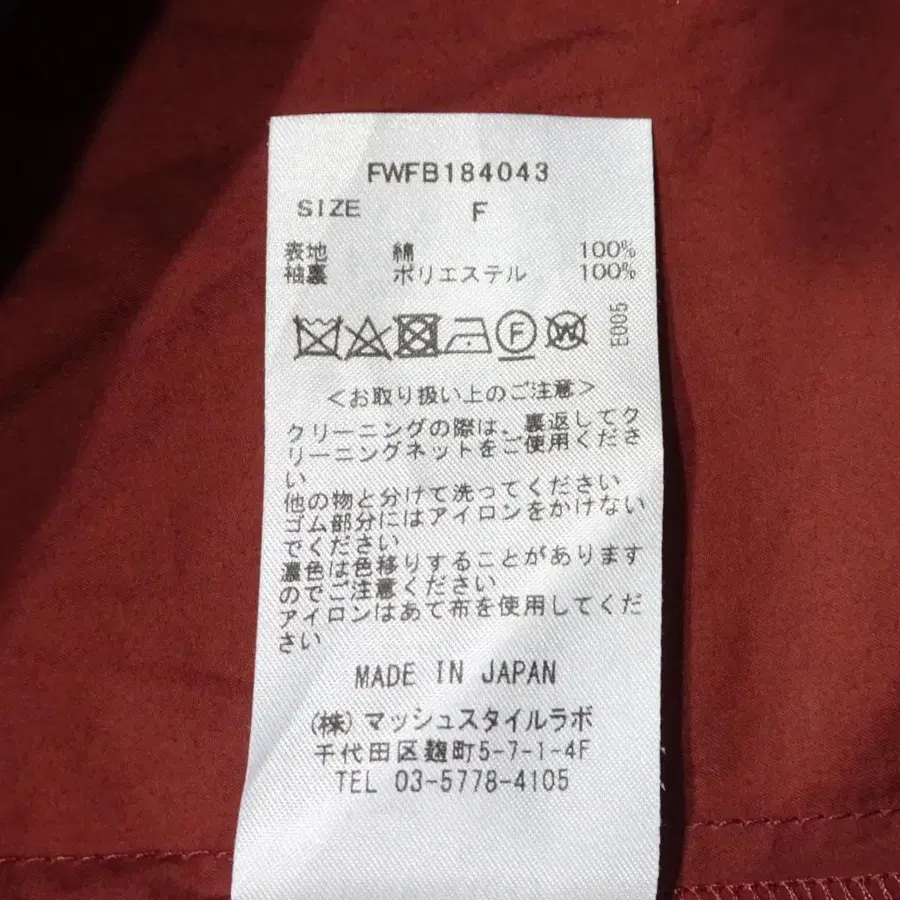 FWFB184043
SIZE F
表地 綿 100%
袖裏 ポリエステル 100%
F W E005
<お取り扱い上のご注意>
クリーニングの際は、裏返してク
リーニングネットをご使用くださ
い
他の物と分けて洗ってください
ゴム部分にはアイロンをかけない
でください
濃色は色移りすることがあります
のでご注意ください
アイロンはあて布を使用してくだ
さい
MADE IN JAPAN
(株)マッシュスタイルラボ
千代田区麹町5-7-1-4F
TEL 03-5778-4105